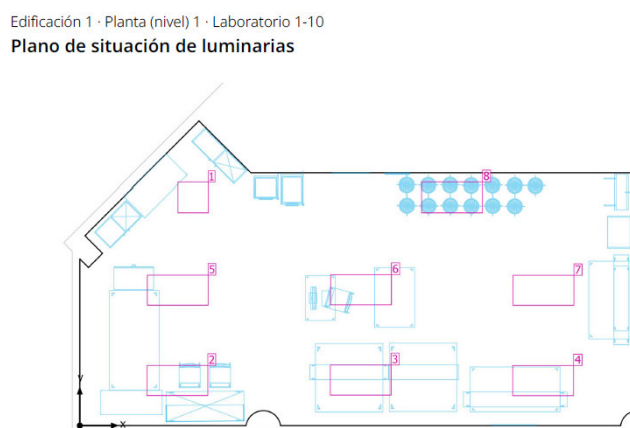 Edificación 1 · Planta (nivel) 1 · Laboratorio 1-10
Plano de situación de luminarias
1
8
5
6
7
2
3
4
y
x